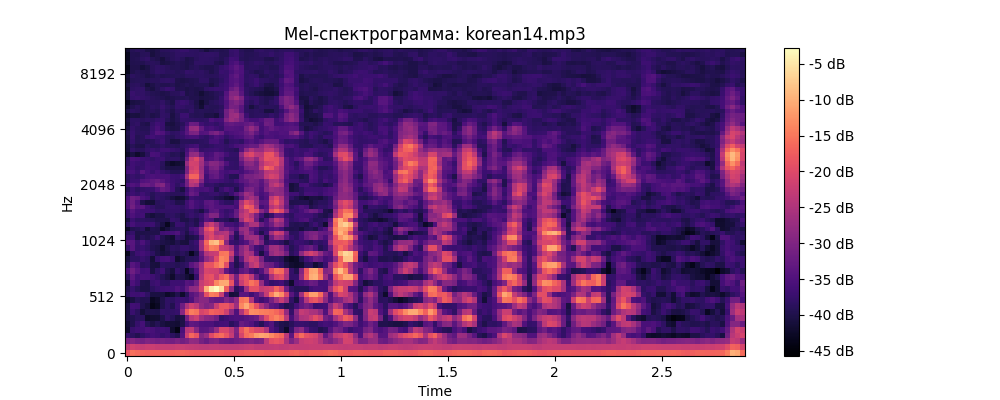 Mel-спектрограмма: korean14.mp3
8192
4096
2048
1024
512
0
Hz
0
0.5
1
1.5
2
2.5
Time
-5 dB
-10 dB
-15 dB
-20 dB
-25 dB
-30 dB
-35 dB
-40 dB
-45 dB